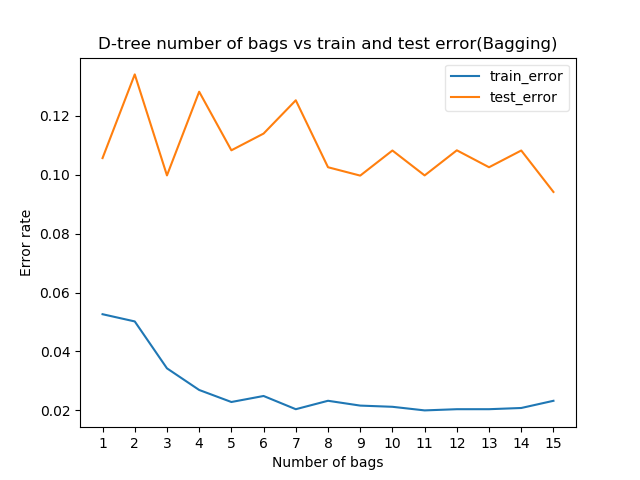 D-tree number of bags vs train and test error(Bagging)
train_error
test_error
0.12
0.10
0.08
0.06
0.04
0.02
Error rate
1 2 3 4 5 6 7 8 9 10 11 12 13 14 15
Number of bags